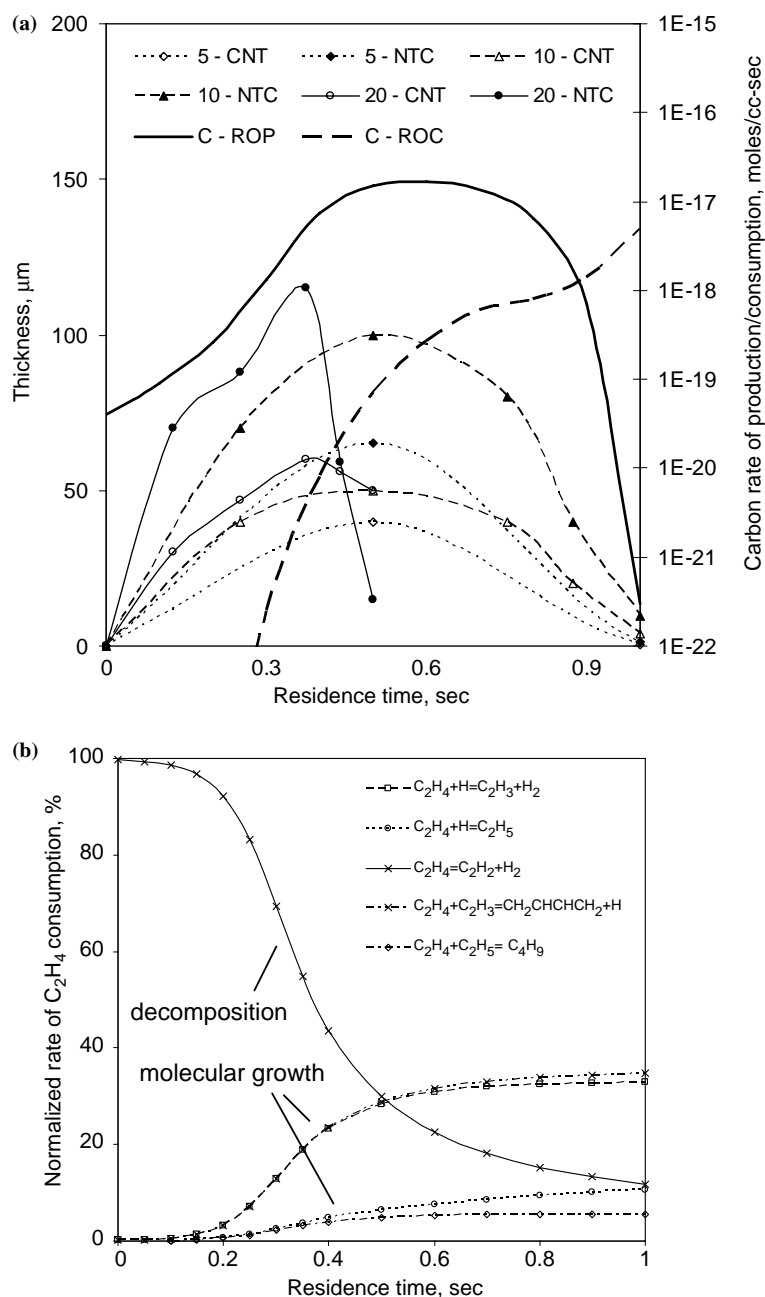 (a)
200
150
100
50
0
Thickness, μm
5 - CNT 5 - NTC 10 - CNT
10 - NTC 20 - CNT 20 - NTC
C - ROP C - ROC
1E-15
1E-16
1E-17
1E-18
1E-19
1E-20
1E-21
1E-22
Carbon rate of production/consumption, moles/cc-sec
0 0.3 0.6 0.9
Residence time, sec
(b)
100
80
60
40
20
0
Normalized rate of C2H4 consumption, %
C2H4+H=C2H3+H2
C2H4+H=C2H5
C2H4=C2H2+H2
C2H4+C2H3=CH2CHCHCH2+H
C2H4+C2H5= C4H9
decomposition
molecular growth
0 0.2 0.4 0.6 0.8 1
Residence time, sec